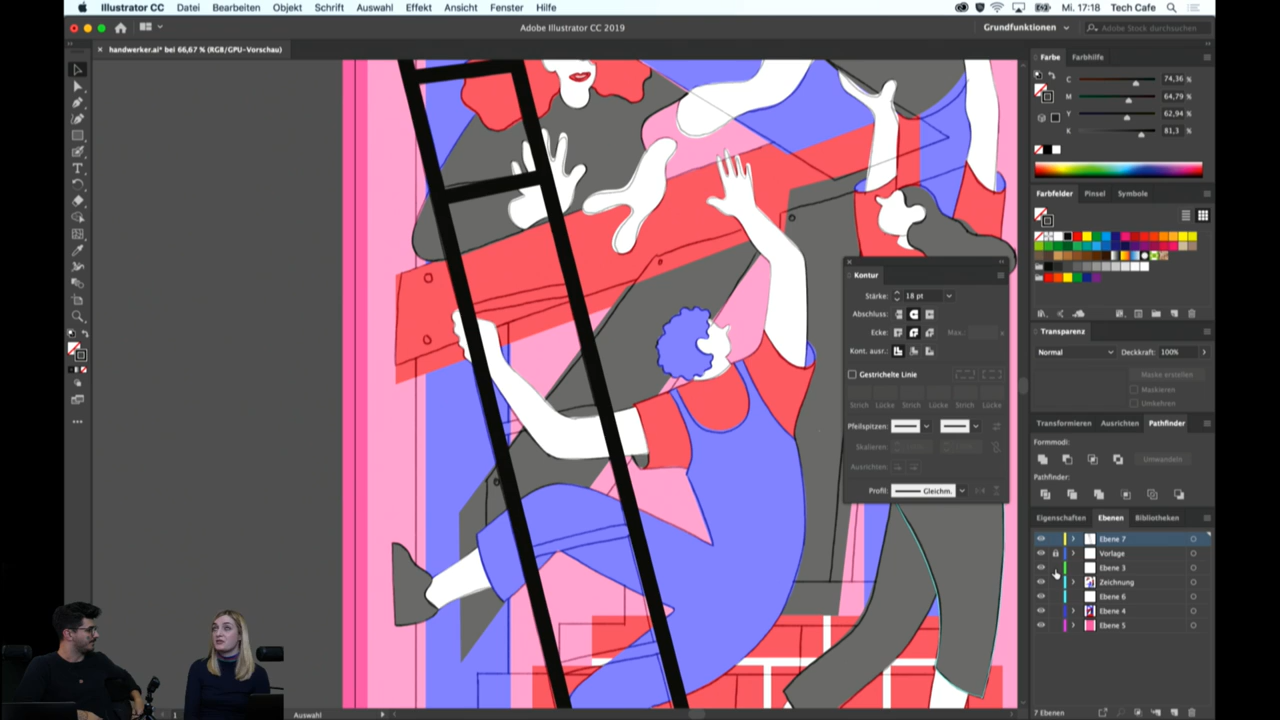 Illustrator CC Datei Bearbeiten Objekt Schrift Auswahl Effekt Ansicht Fenster Hilfe Mi. 17:18 Tech Cafe
Adobe Illustrator CC 2019 Grundfunktionen Adobe Stock durchsuchen
handwerker.ai* bei 66,67 % (RGB/GPU-Vorschau)
Farbe Farbhilfe
C 74,36 %
M 64,79 %
Y 62,94 %
K 81,3 %
Farbfelder Pinsel Symbole
Kontur
Stärke: 18 pt
Abschluss:
Ecke: Max.: x
Kont. ausr.:
Gestrichelte Linie
Strich Lücke Strich Lücke Strich Lücke
Pfeilspitzen:
Skalieren:
Ausrichten:
Profil: Gleichm.
Transparenz
Normal Deckkraft: 100%
Maske erstellen
Maskieren
Umkehren
Transformieren Ausrichten Pathfinder
Formmodi:
Umwandeln
Pathfinder:
Eigenschaften Ebenen Bibliotheken
Ebene 7
Vorlage
Ebene 3
Zeichnung
Ebene 6
Ebene 4
Ebene 5
7 Ebenen
1 Auswahl